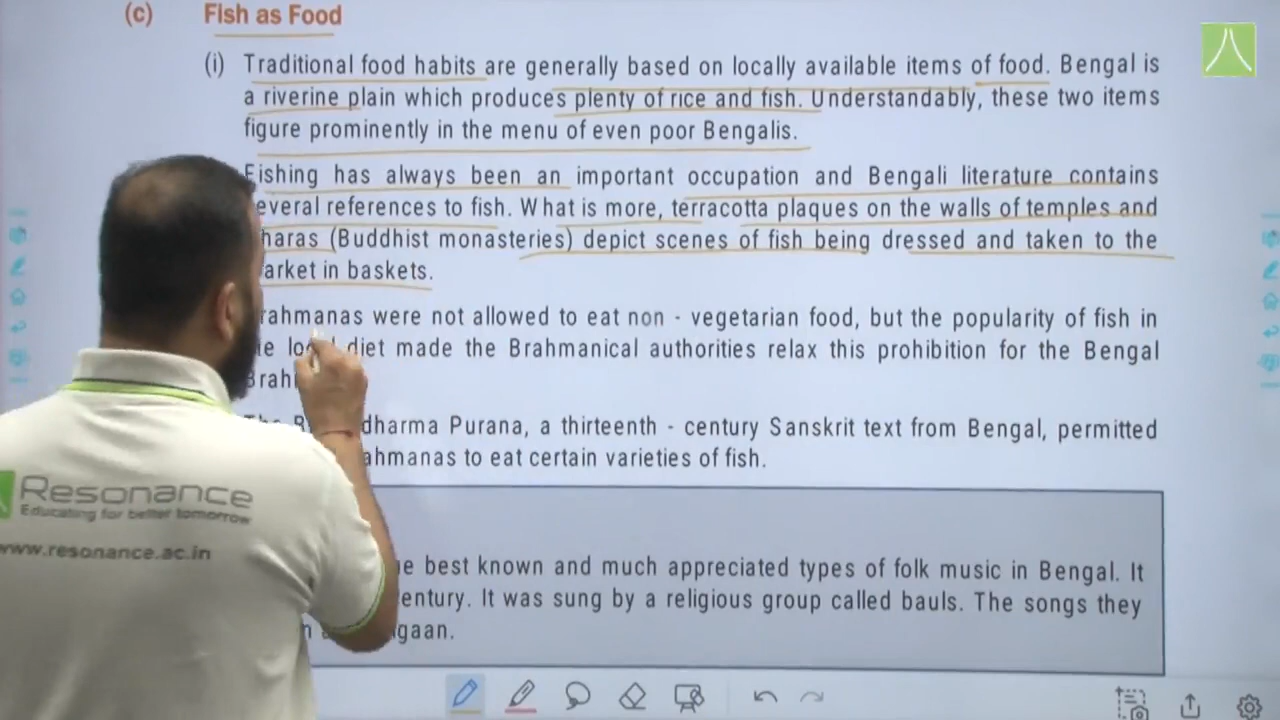 (c) Fish as Food
(i) Traditional food habits are generally based on locally available items of food. Bengal is
a riverine plain which produces plenty of rice and fish. Understandably, these two items
figure prominently in the menu of even poor Bengalis.
Fishing has always been an important occupation and Bengali literature contains
everal references to fish. What is more, terracotta plaques on the walls of temples and
haras (Buddhist monasteries) depict scenes of fish being dressed and taken to the
arket in baskets.
rahmanas were not allowed to eat non - vegetarian food, but the popularity of fish in
diet made the Brahmanical authorities relax this prohibition for the Bengal
Brah
dharma Purana, a thirteenth - century Sanskrit text from Bengal, permitted
ahmanas to eat certain varieties of fish.
e best known and much appreciated types of folk music in Bengal. It
entury. It was sung by a religious group called bauls. The songs they
gaan.
Resonance
Educating for better tomorrow
www.resonance.ac.in